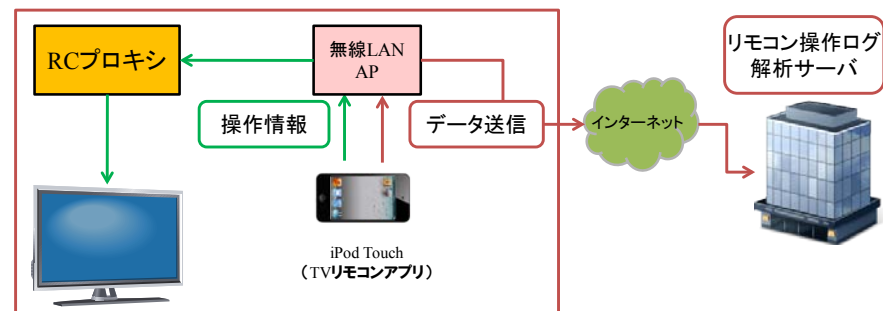 RCプロキシ
無線LAN
AP
リモコン操作ログ
解析サーバ
操作情報
データ送信
インターネット
iPod Touch
（TVリモコンアプリ）